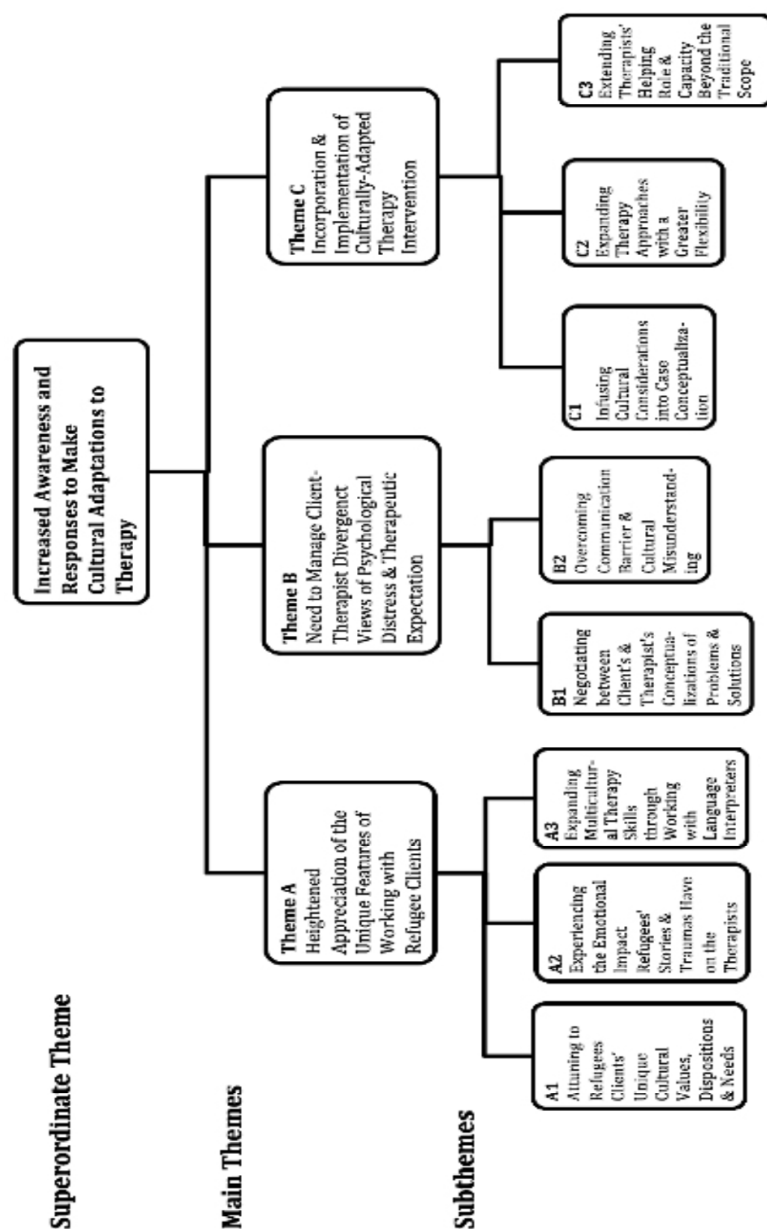 Superordinate Theme
Increased Awareness and
Responses to Make
Cultural Adaptations to
Therapy
Main Themes
Theme A
Heightened
Appreciation of the
Unique Features of
Working with
Refugee Clients
Theme B
Need to Manage Client-
Therapist Divergenct
Views of Psychological
Distress & Therapeutic
Expectation
Theme C
Incorporation &
Implementation of
Culturally-Adapted
Therapy
Intervention
Subthemes
A1
Attuning to
Refugees
Clients'
Unique
Cultural
Values,
Dispositions
& Needs
A2
Experiencing
the Emotional
Impact
Refugees'
Stories &
Traumas Have
on the
Therapists
A3
Expanding
Multicultur-
al Therapy
Skills
through
Working
with
Language
Interpreters
B1
Negotiating
between
Client's &
Therapist's
Conceptua-
lizations of
Problems &
Solutions
B2
Overcoming
Communication
Barrier &
Cultural
Misunderstand-
ing
C1
Infusing
Cultural
Considerations
into Case
Conceptualiza-
tion
C2
Expanding
Therapy
Approaches
with a
Greater
Flexibility
C3
Extending
Therapists'
Helping
Role &
Capacity
Beyond the
Traditional
Scope